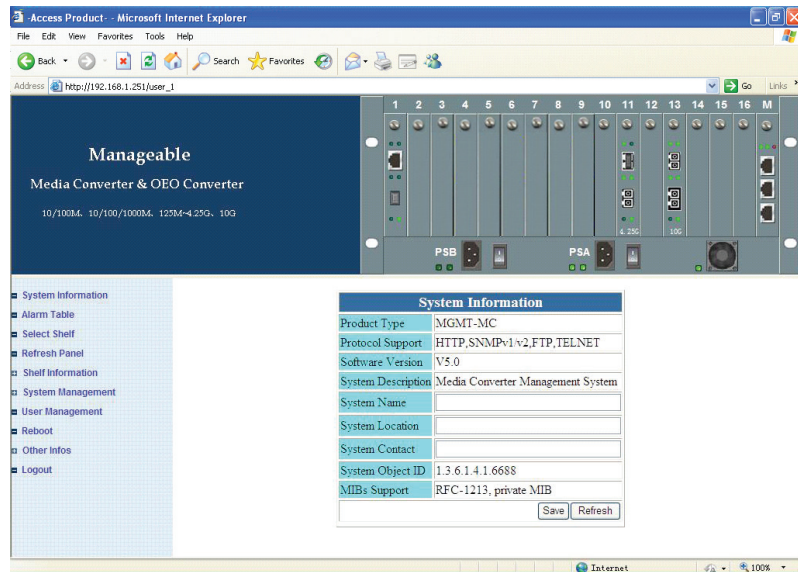 -Access Product- - Microsoft Internet Explorer
File Edit View Favorites Tools Help
Back Search Favorites
Address http://192.168.1.251/user_1 Go Links
1 2 3 4 5 6 7 8 9 10 11 12 13 14 15 16 M
Manageable
Media Converter & OEO Converter
10/100M、10/100/1000M、125M~4.25G、10G
4.25G 10G
PSB PSA
System Information
Alarm Table
Select Shelf
Refresh Panel
Shelf Information
System Management
User Management
Reboot
Other Infos
Logout
System Information
Product Type MGMT-MC
Protocol Support HTTP,SNMPv1/v2,FTP,TELNET
Software Version V5.0
System Description Media Converter Management System
System Name
System Location
System Contact
System Object ID 1.3.6.1.4.1.6688
MIBs Support RFC-1213, private MIB
Save Refresh
Internet 100%